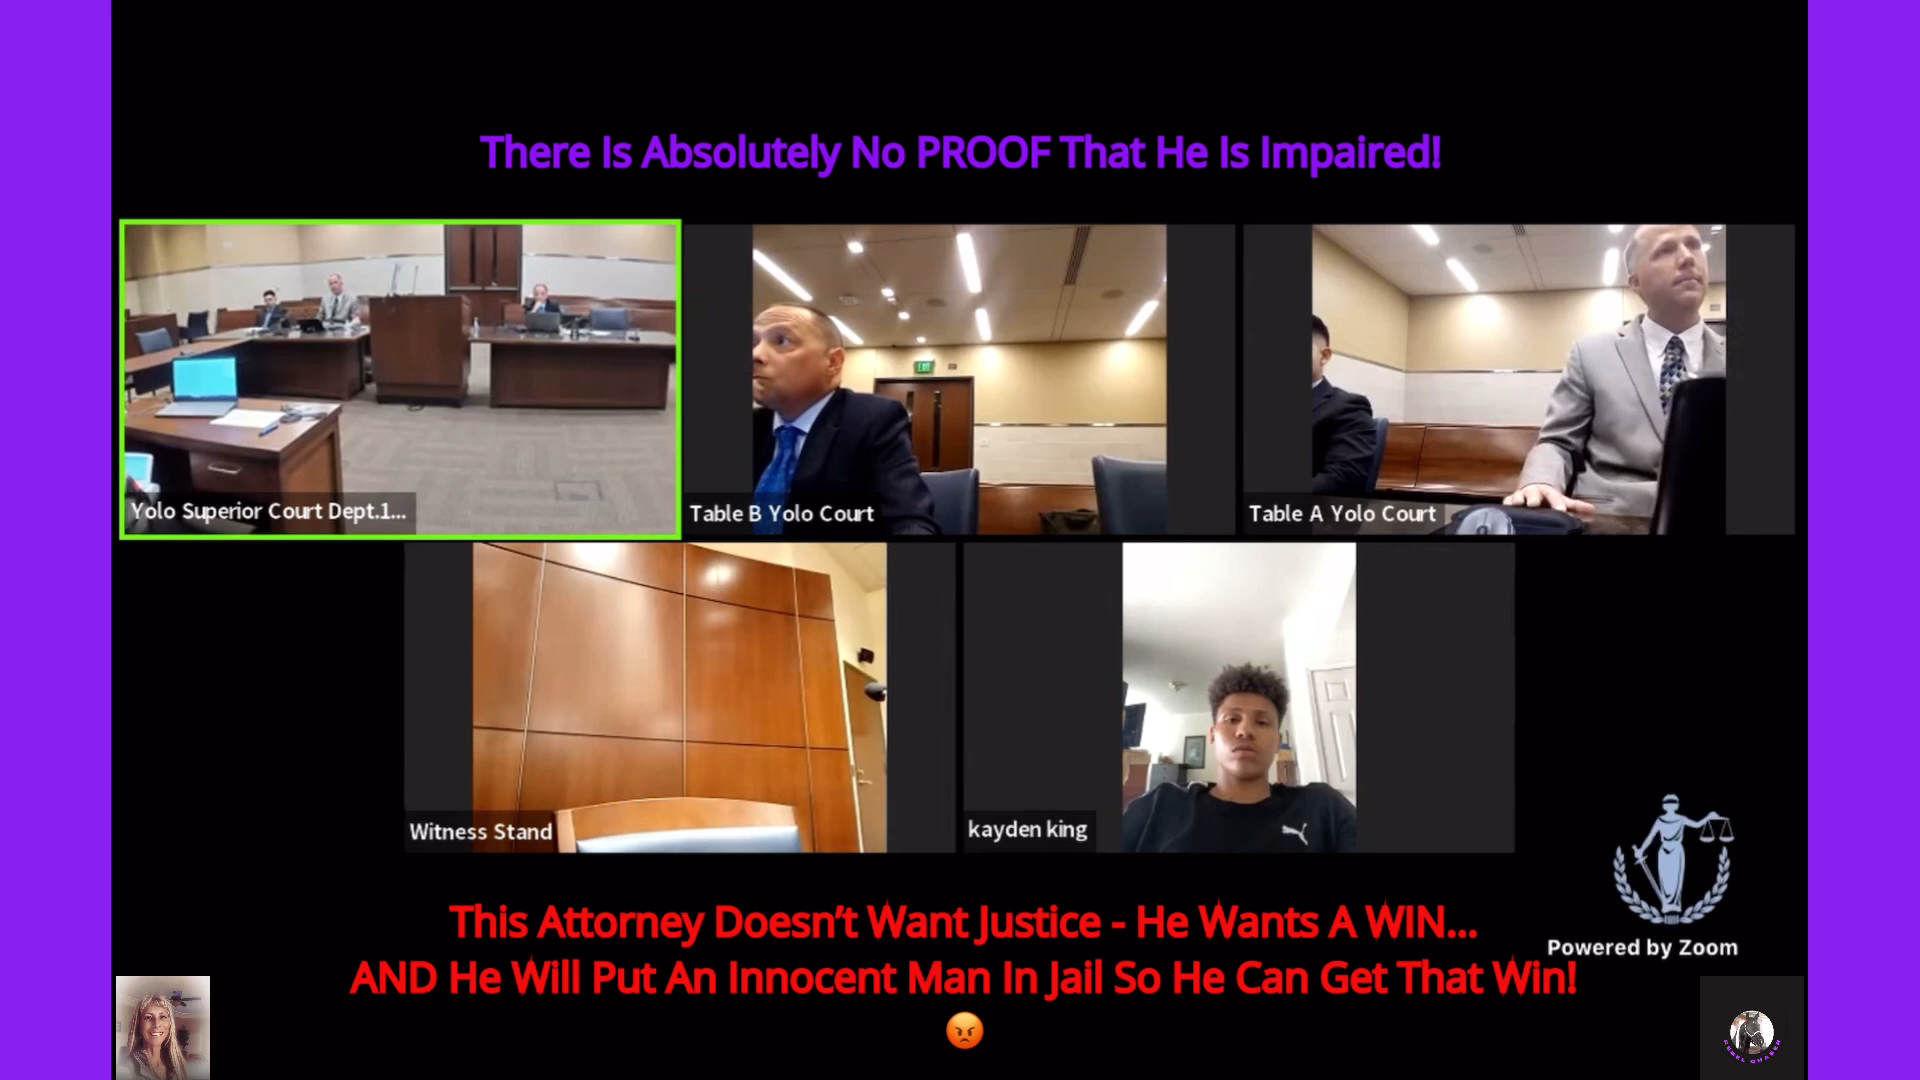 There Is Absolutely No PROOF That He Is Impaired!
EXIT
Yolo Superior Court Dept.1...
Table B Yolo Court
Table A Yolo Court
Witness Stand
kayden king
This Attorney Doesn't Want Justice - He Wants A WIN...
Powered by Zoom
AND He Will Put An Innocent Man In Jail So He Can Get That Win!